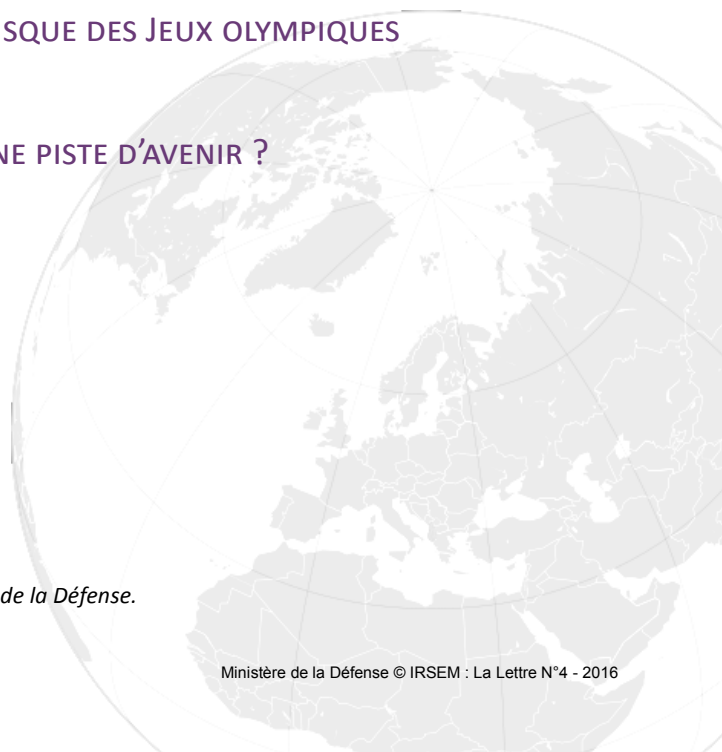 SQUE DES JEUX OLYMPIQUES
NE PISTE D'AVENIR ?
de la Défense.
Ministère de la Défense © IRSEM : La Lettre N°4 - 2016